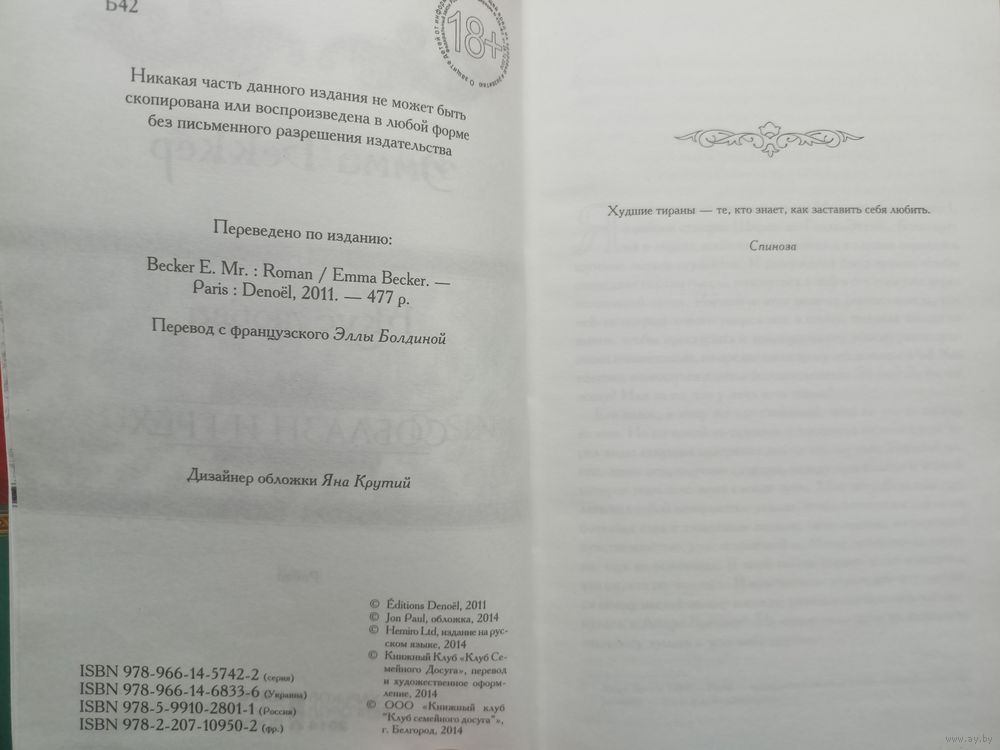 Б42
18+
Никакая часть данного издания не может быть
скопирована или воспроизведена в любой форме
без письменного разрешения издательства
Переведено по изданию:
Becker E. Mr. : Roman / Emma Becker. —
Paris : Denoël, 2011. — 477 p.
Перевод с французского Эллы Болдиной
Дизайнер обложки Яна Крутий
© Éditions Denoël, 2011
© Jon Paul, обложка, 2014
© Hemiro Ltd, издание на рус-
ском языке, 2014
© Книжный Клуб «Клуб Се-
мейного Досуга», перевод
и художественное оформ-
ление, 2014
© ООО «Книжный клуб
"Клуб семейного досуга"»,
г. Белгород, 2014
ISBN 978-966-14-5742-2 (серия)
ISBN 978-966-14-6833-6 (Украина)
ISBN 978-5-9910-2801-1 (Россия)
ISBN 978-2-207-10950-2 (фр.)
Худшие тираны — те, кто знает, как заставить себя любить.
Спиноза
www.ay.by